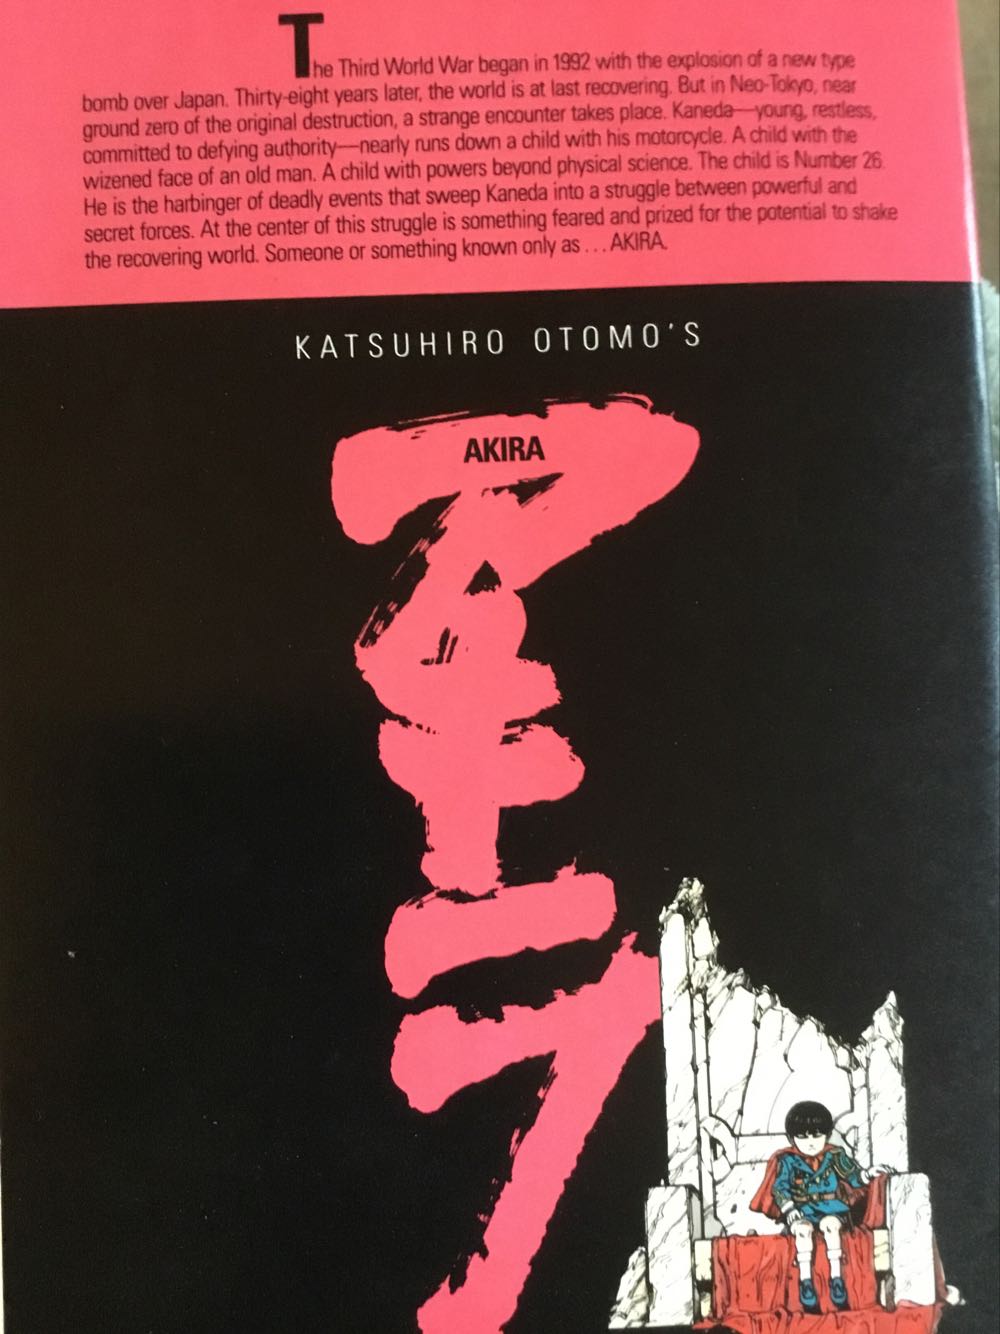 The Third World War began in 1992 with the explosion of a new type
bomb over Japan. Thirty-eight years later, the world is at last recovering. But in Neo-Tokyo, near
ground zero of the original destruction, a strange encounter takes place. Kaneda—young, restless,
committed to defying authority—nearly runs down a child with his motorcycle. A child with the
wizened face of an old man. A child with powers beyond physical science. The child is Number 26.
He is the harbinger of deadly events that sweep Kaneda into a struggle between powerful and
secret forces. At the center of this struggle is something feared and prized for the potential to shake
the recovering world. Someone or something known only as . . . AKIRA.
KATSUHIRO OTOMO'S
AKIRA
アキラ